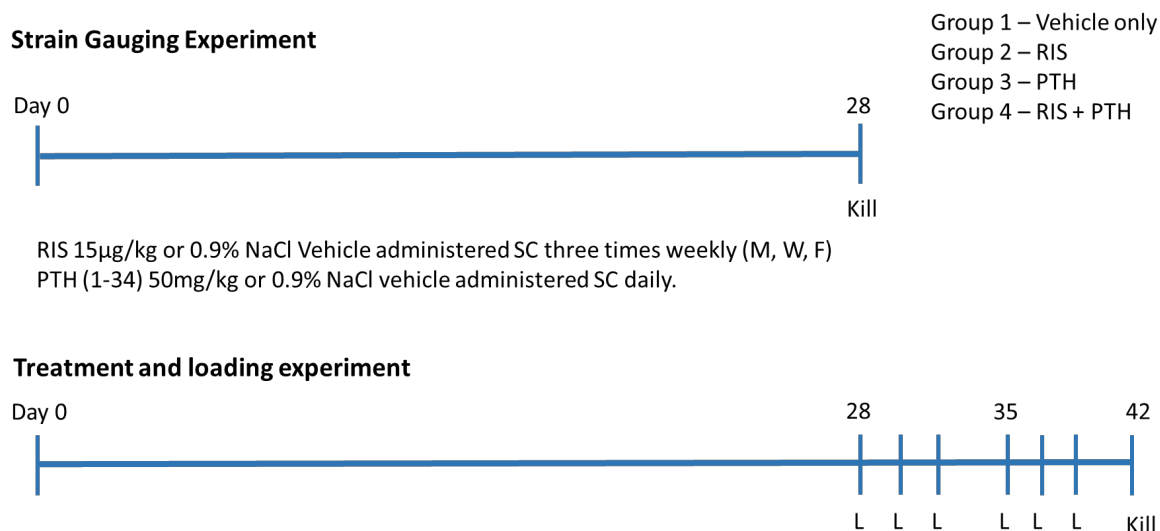 Strain Gauging Experiment
Group 1 – Vehicle only
Group 2 – RIS
Group 3 – PTH
Group 4 – RIS + PTH
Day 0
28
Kill
RIS 15µg/kg or 0.9% NaCl Vehicle administered SC three times weekly (M, W, F)
PTH (1-34) 50mg/kg or 0.9% NaCl vehicle administered SC daily.
Treatment and loading experiment
Day 0 28 35 42
L L L L L L Kill